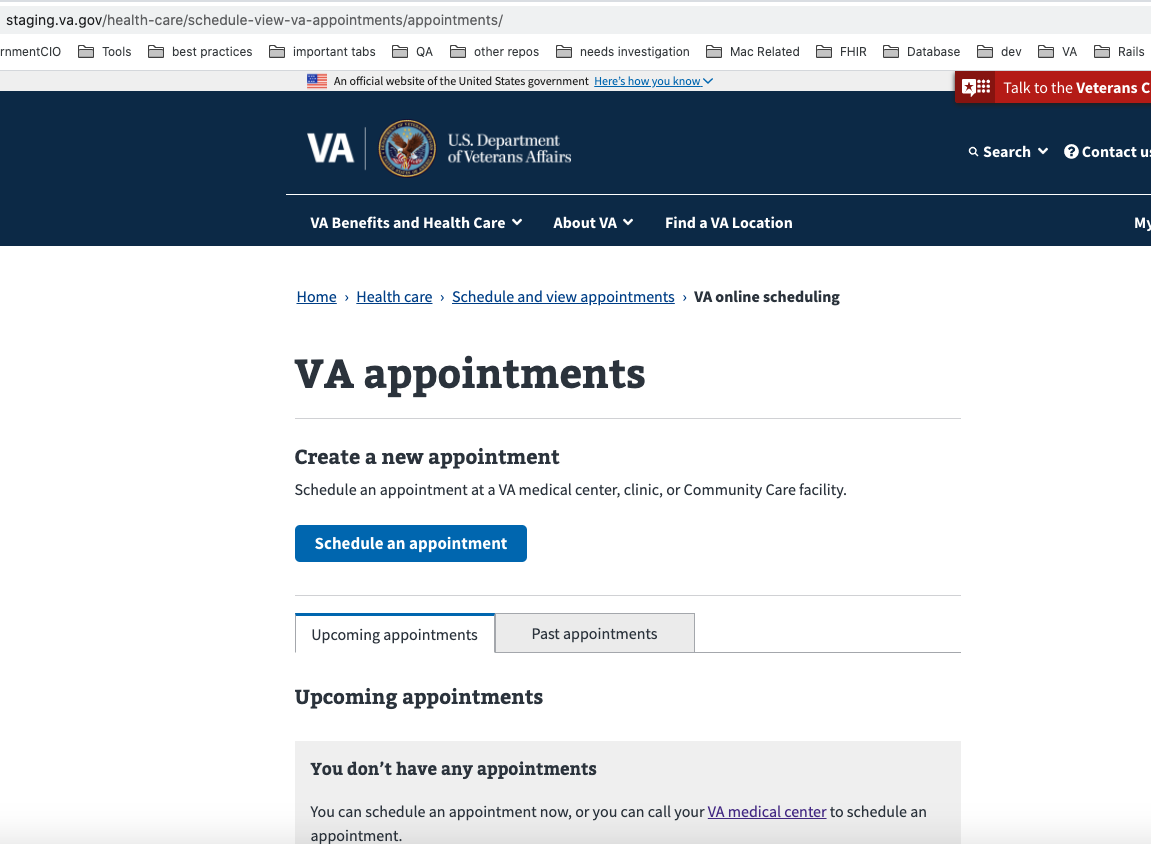 staging.va.gov/health-care/schedule-view-va-appointments/appointments/
rnmentCIO Tools best practices important tabs QA other repos needs investigation Mac Related FHIR Database dev VA Rails
An official website of the United States government Here's how you know
Talk to the Veterans C
VA U.S. Department
of Veterans Affairs
Search Contact us
VA Benefits and Health Care About VA Find a VA Location My
Home › Health care › Schedule and view appointments › VA online scheduling
VA appointments
Create a new appointment
Schedule an appointment at a VA medical center, clinic, or Community Care facility.
Schedule an appointment
Upcoming appointments Past appointments
Upcoming appointments
You don’t have any appointments
You can schedule an appointment now, or you can call your VA medical center to schedule an
appointment.